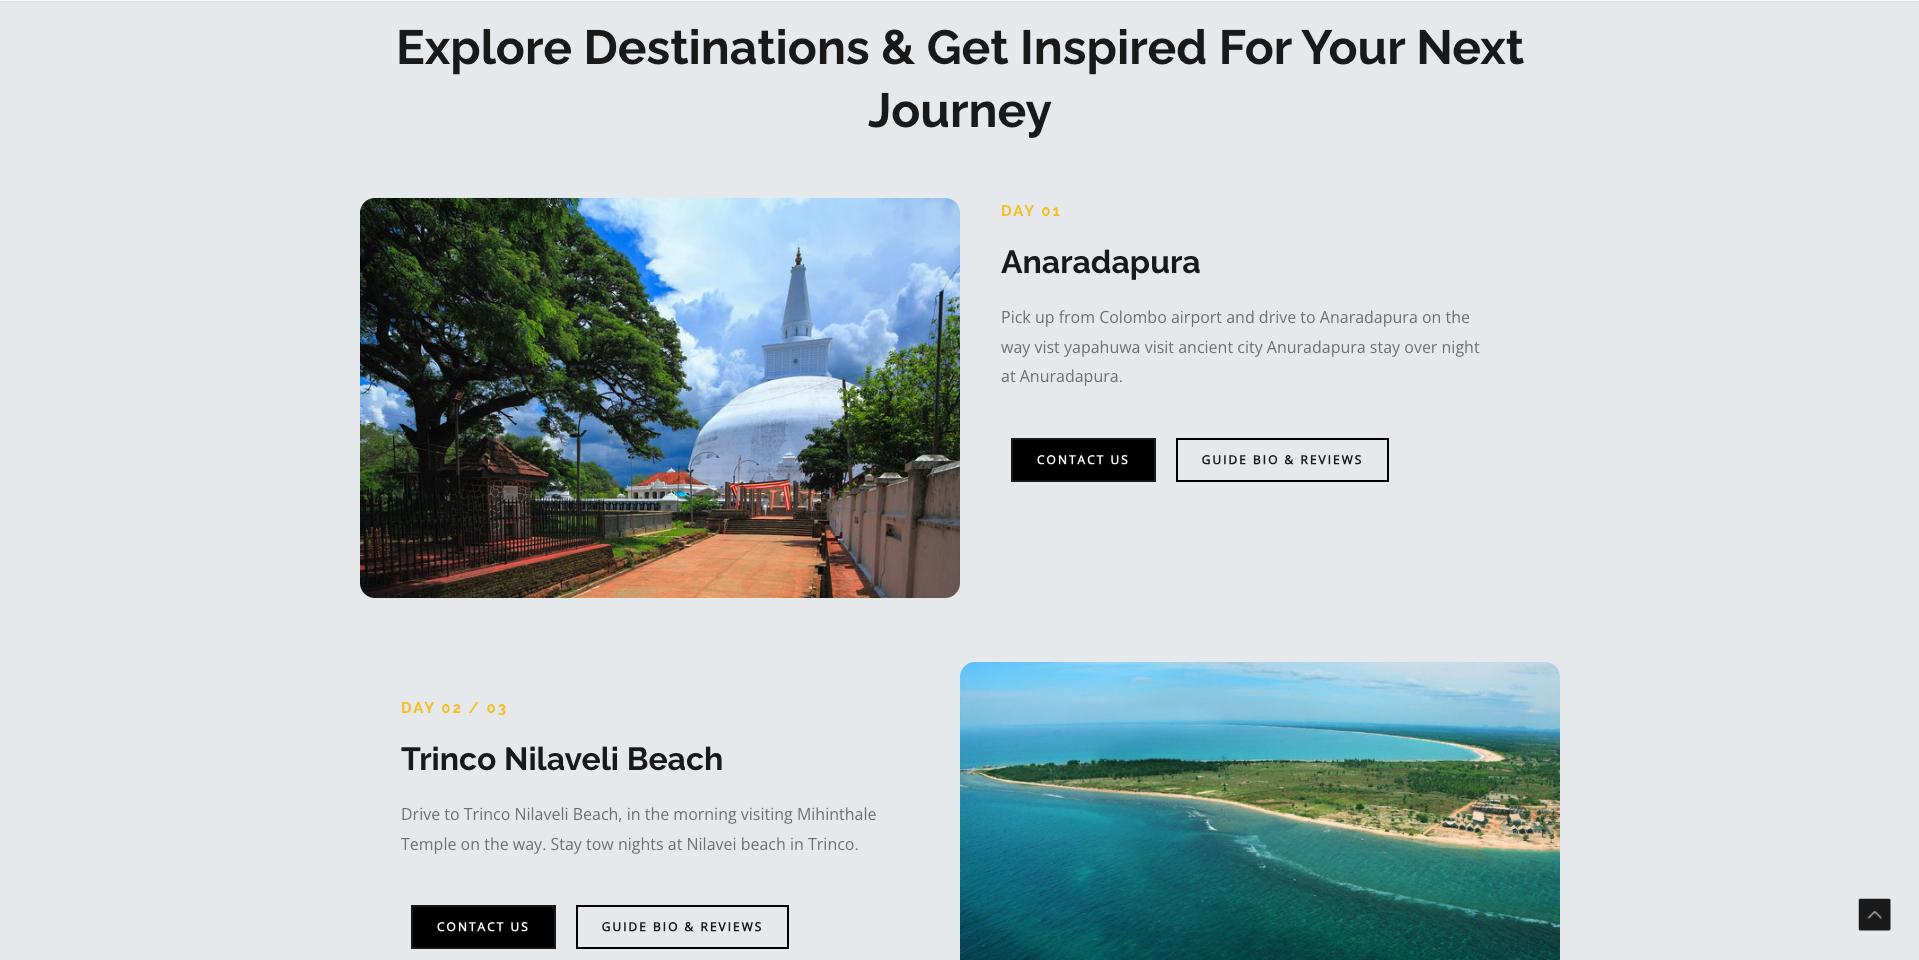 Explore Destinations & Get Inspired For Your Next
Journey
DAY 01
Anaradapura
Pick up from Colombo airport and drive to Anaradapura on the
way vist yapahuwa visit ancient city Anuradapura stay over night
at Anuradapura.
CONTACT US
GUIDE BIO & REVIEWS
DAY 02 / 03
Trinco Nilaveli Beach
Drive to Trinco Nilaveli Beach, in the morning visiting Mihinthale
Temple on the way. Stay tow nights at Nilavei beach in Trinco.
CONTACT US
GUIDE BIO & REVIEWS